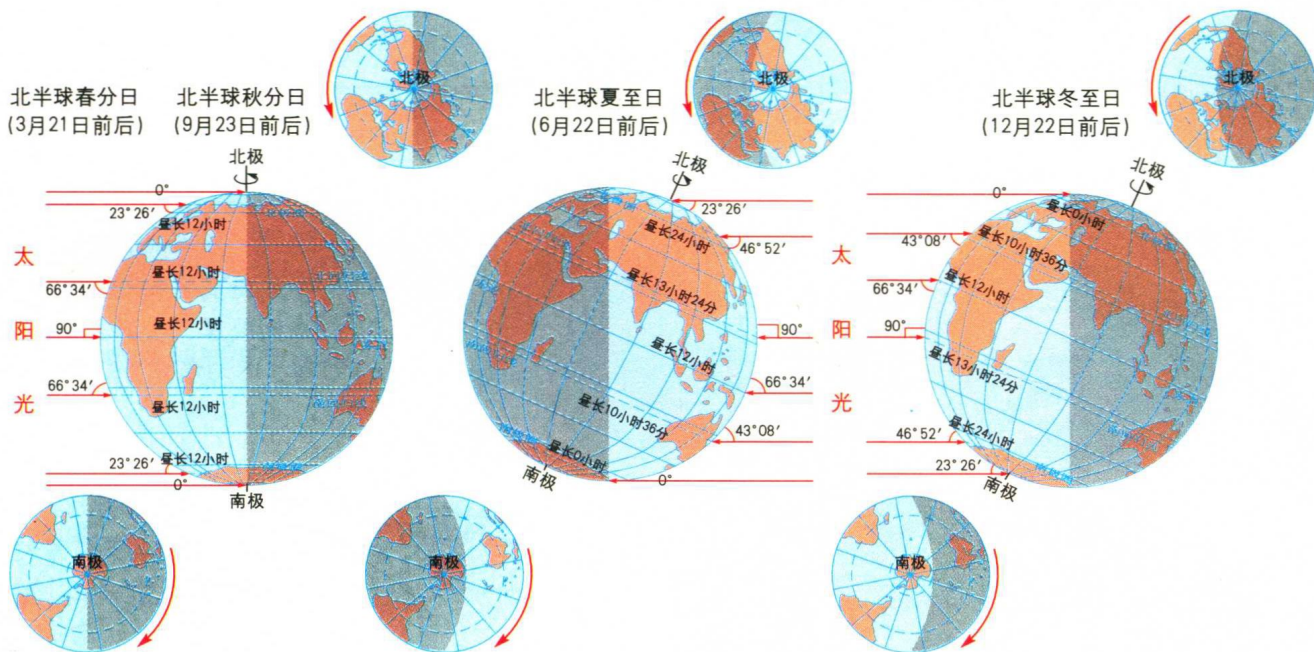 北半球春分日
(3月21日前后)
北半球秋分日
(9月23日前后)
北极
北极
0°
23°26′
昼长12小时
太
阳
光
66°34′
昼长12小时
90°
昼长12小时
66°34′
昼长12小时
23°26′
昼长12小时
0°
南极
南极
北半球夏至日
(6月22日前后)
北极
北极
23°26′
昼长24小时
46°52′
昼长13小时24分
90°
昼长12小时
66°34′
昼长10小时36分
43°08′
昼长0小时
0°
南极
南极
北半球冬至日
(12月22日前后)
北极
北极
0°
昼长0小时
43°08′
昼长10小时36分
太
阳
光
66°34′
昼长12小时
90°
昼长13小时24分
46°52′
昼长24小时
23°26′
南极
南极